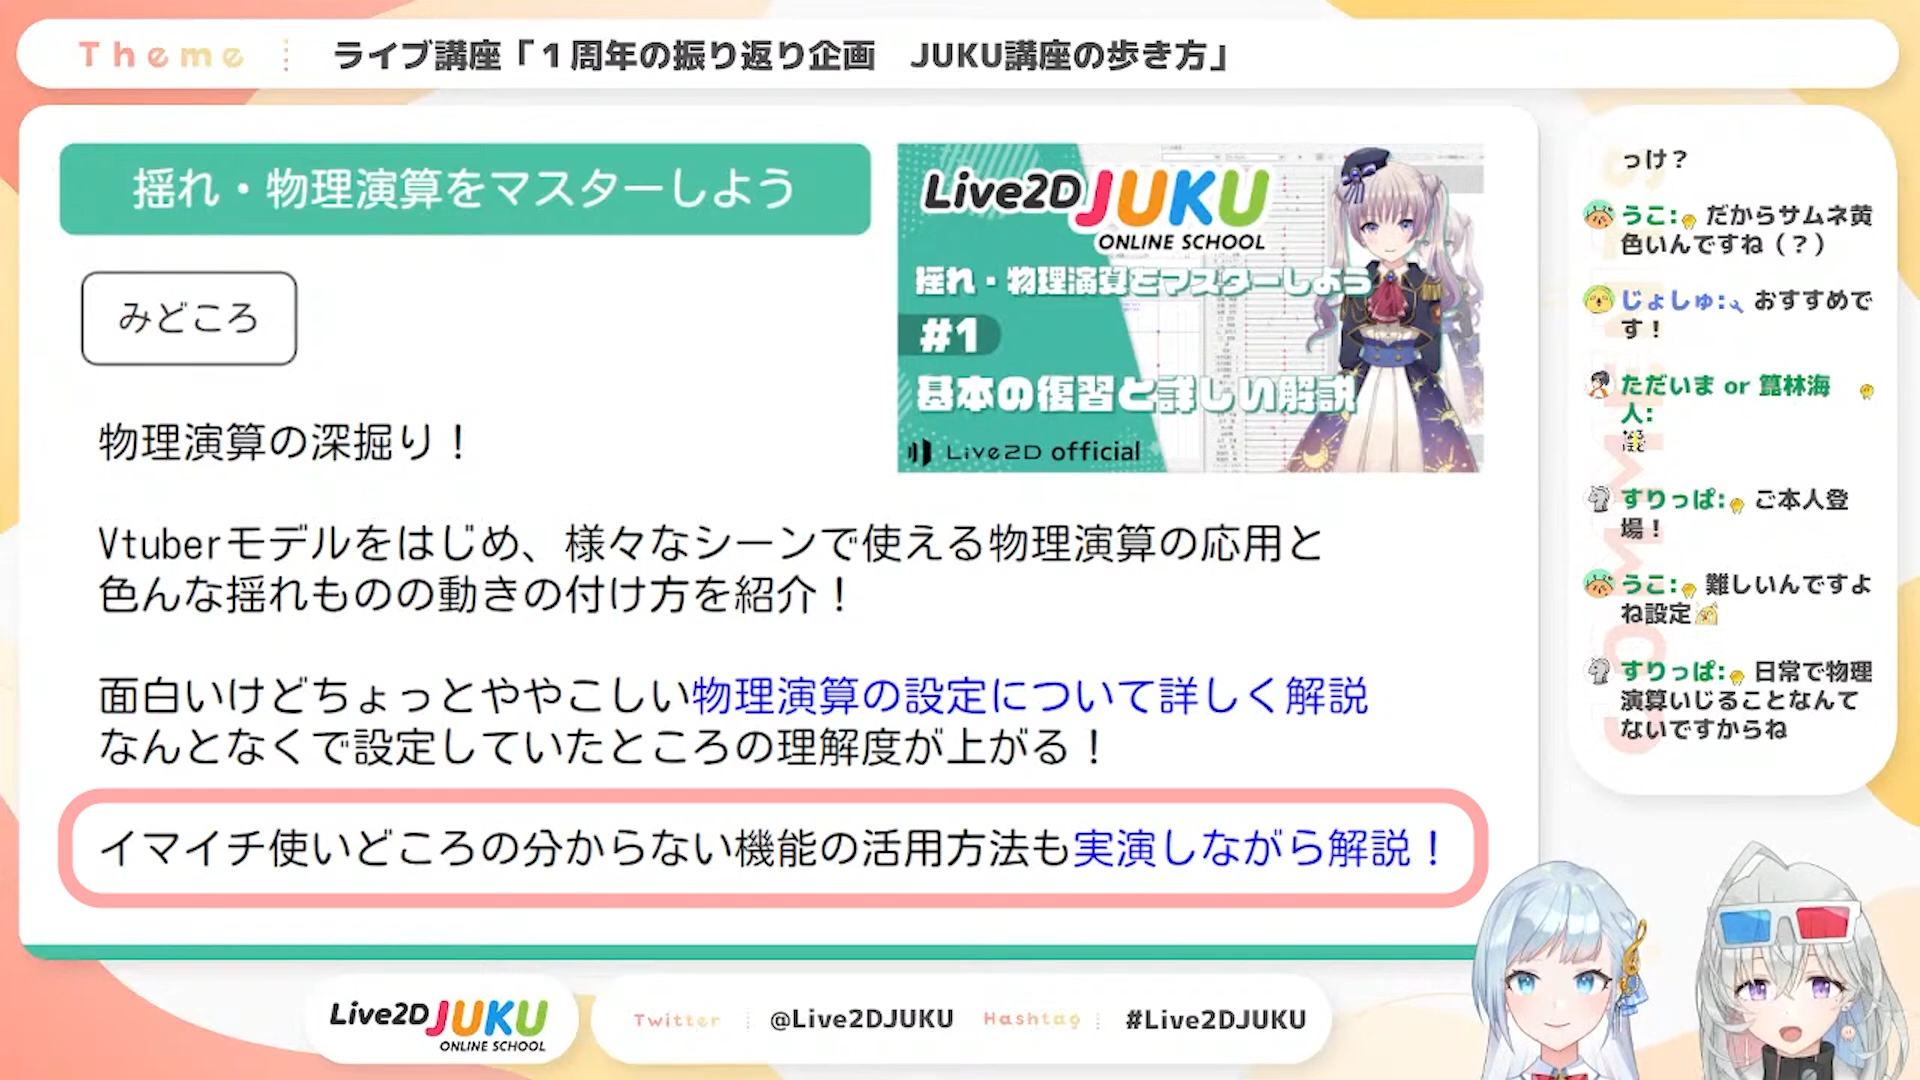 Theme
ライブ講座「１周年の振り返り企画　JUKU講座の歩き方」
揺れ・物理演算をマスターしよう
みどころ
物理演算の深掘り！
Vtuberモデルをはじめ、様々なシーンで使える物理演算の応用と
色んな揺れものの動きの付け方を紹介！
面白いけどちょっとややこしい物理演算の設定について詳しく解説
なんとなくで設定していたところの理解度が上がる！
イマイチ使いどころの分からない機能の活用方法も実演しながら解説！
Live2D JUKU
ONLINE SCHOOL
揺れ・物理演算をマスターしよう
#1
基本の復習と詳しい解説
Live2D official
っけ？
うこ: だからサムネ黄
色いんですね（？）
じょしゅ: おすすめで
す！
ただいま or 箟林海
人:
すりっぱ: ご本人登
場！
うこ: 難しいんですよ
ね設定
すりっぱ: 日常で物理
演算いじることなんて
ないですからね
COMMENT
Live2D JUKU
ONLINE SCHOOL
Twitter @Live2DJUKU Hashtag #Live2DJUKU